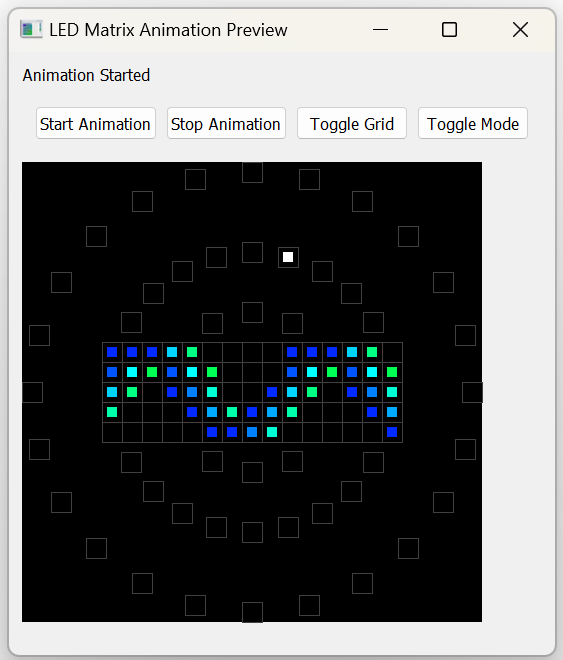 LED Matrix Animation Preview
Animation Started
Start Animation Stop Animation Toggle Grid Toggle Mode